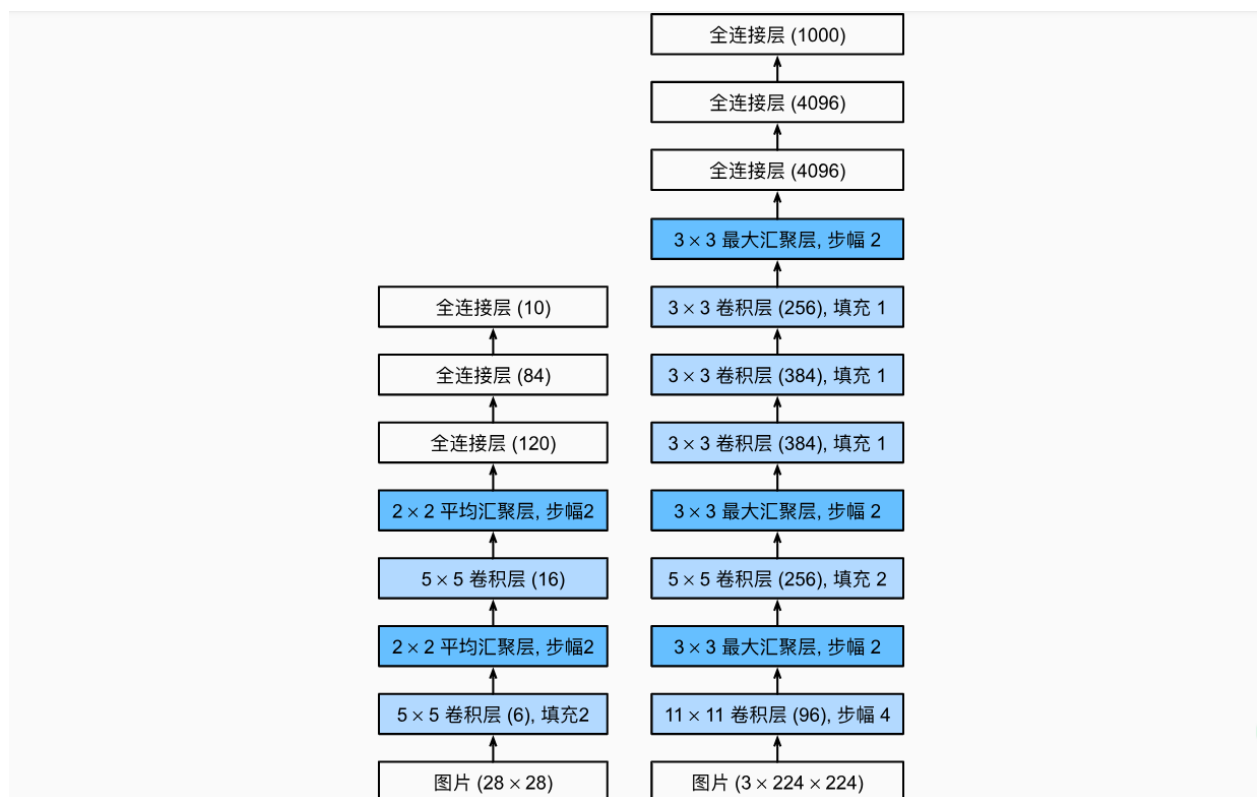 全连接层 (1000)
全连接层 (4096)
全连接层 (4096)
3 × 3 最大汇聚层, 步幅 2
全连接层 (10)
3 × 3 卷积层 (256), 填充 1
全连接层 (84)
3 × 3 卷积层 (384), 填充 1
全连接层 (120)
3 × 3 卷积层 (384), 填充 1
2 × 2 平均汇聚层, 步幅2
3 × 3 最大汇聚层, 步幅 2
5 × 5 卷积层 (16)
5 × 5 卷积层 (256), 填充 2
2 × 2 平均汇聚层, 步幅2
3 × 3 最大汇聚层, 步幅 2
5 × 5 卷积层 (6), 填充2
11 × 11 卷积层 (96), 步幅 4
图片 (28 × 28)
图片 (3 × 224 × 224)